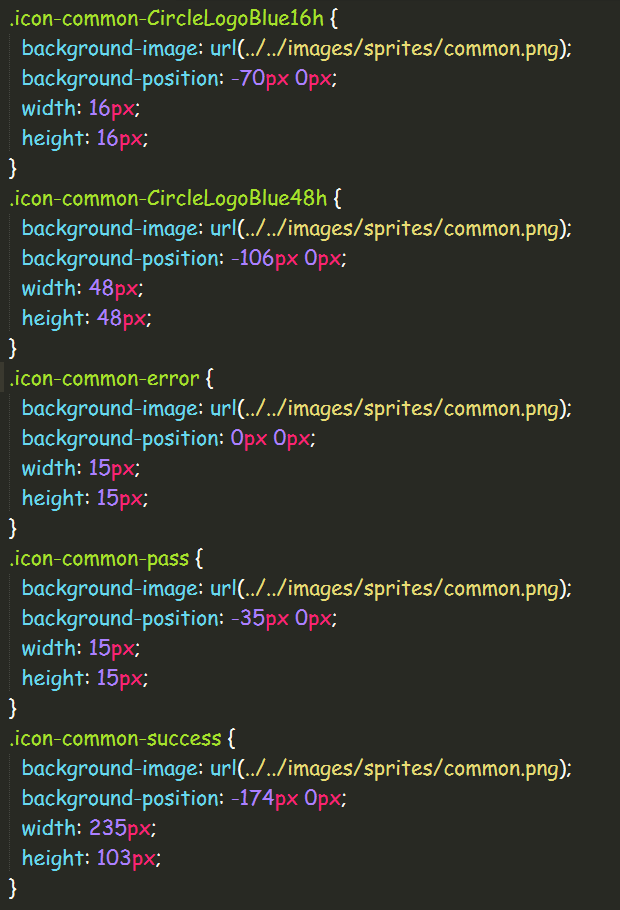 .icon-common-CircleLogoBlue16h {
background-image: url(../../images/sprites/common.png);
background-position: -70px 0px;
width: 16px;
height: 16px;
}
.icon-common-CircleLogoBlue48h {
background-image: url(../../images/sprites/common.png);
background-position: -106px 0px;
width: 48px;
height: 48px;
}
.icon-common-error {
background-image: url(../../images/sprites/common.png);
background-position: 0px 0px;
width: 15px;
height: 15px;
}
.icon-common-pass {
background-image: url(../../images/sprites/common.png);
background-position: -35px 0px;
width: 15px;
height: 15px;
}
.icon-common-success {
background-image: url(../../images/sprites/common.png);
background-position: -174px 0px;
width: 235px;
height: 103px;
}